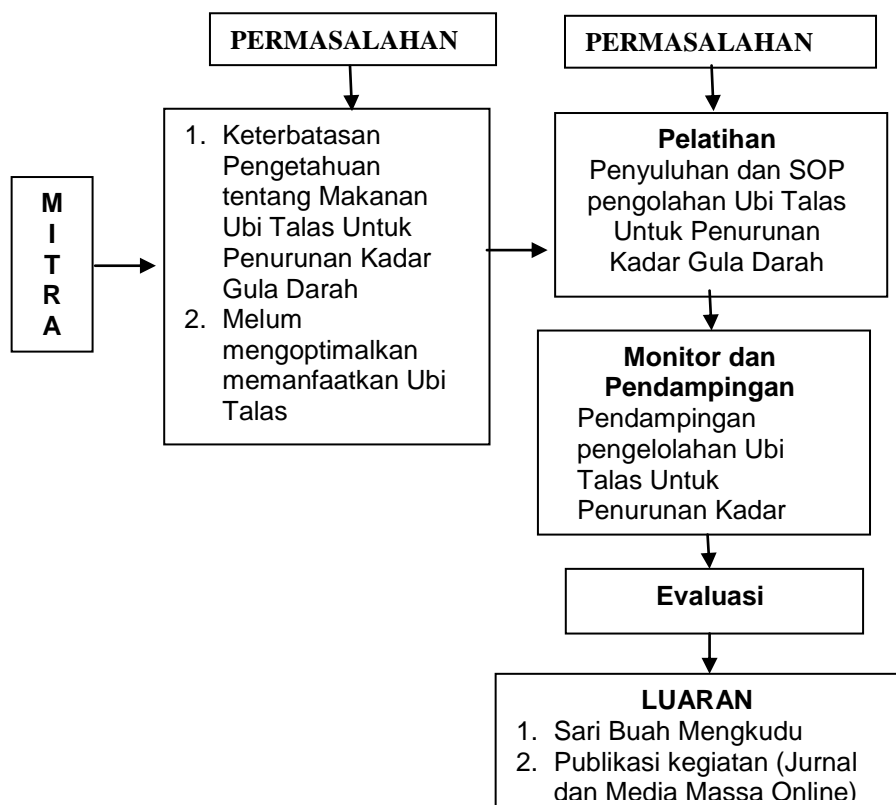 PERMASALAHAN
PERMASALAHAN
M
I
T
R
A
1. Keterbatasan
Pengetahuan
tentang Makanan
Ubi Talas Untuk
Penurunan Kadar
Gula Darah
2. Melum
mengoptimalkan
memanfaatkan Ubi
Talas
Pelatihan
Penyuluhan dan SOP
pengolahan Ubi Talas
Untuk Penurunan
Kadar Gula Darah
Monitor dan
Pendampingan
Pendampingan
pengelolahan Ubi
Talas Untuk
Penurunan Kadar
Evaluasi
LUARAN
1. Sari Buah Mengkudu
2. Publikasi kegiatan (Jurnal
dan Media Massa Online)